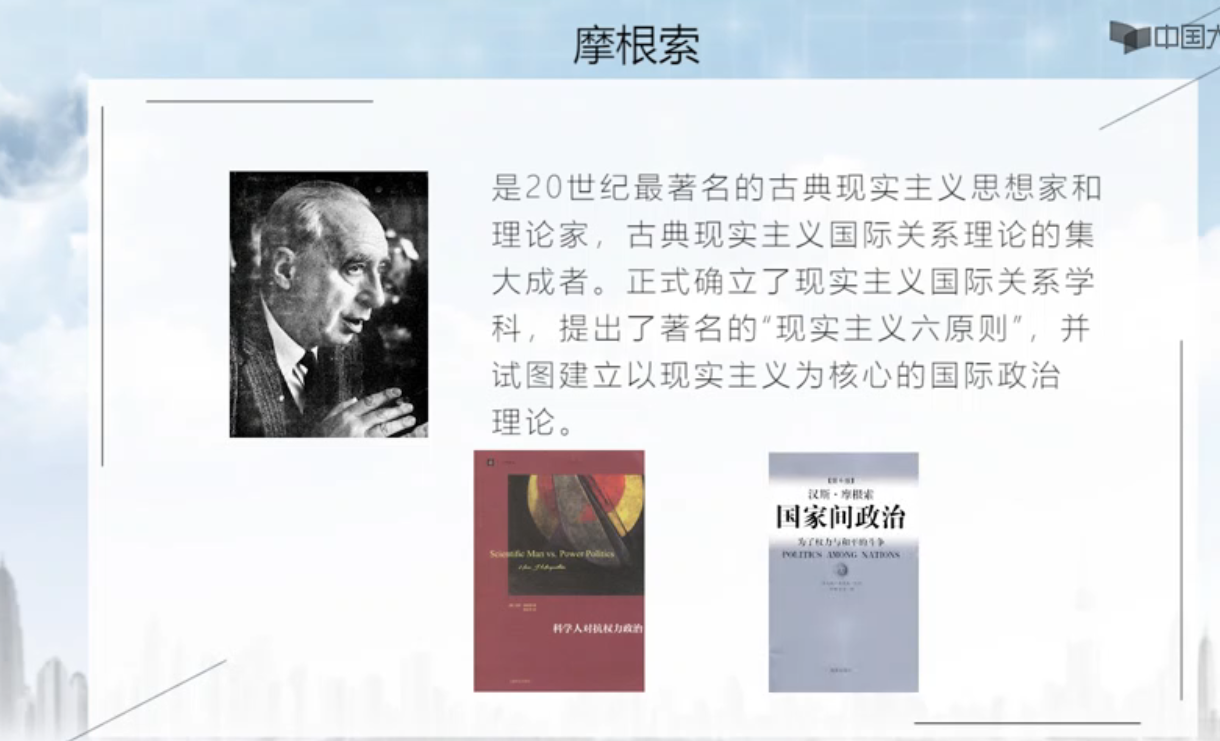 摩根索
中国大
是20世纪最著名的古典现实主义思想家和
理论家，古典现实主义国际关系理论的集
大成者。正式确立了现实主义国际关系学
科，提出了著名的“现实主义六原则”，并
试图建立以现实主义为核心的国际政治
理论。
Scientific Man vs. Power Politics
科学人对抗权力政治
汉斯·摩根索
国家间政治
为了权力与和平的斗争
POLITICS AMONG NATIONS